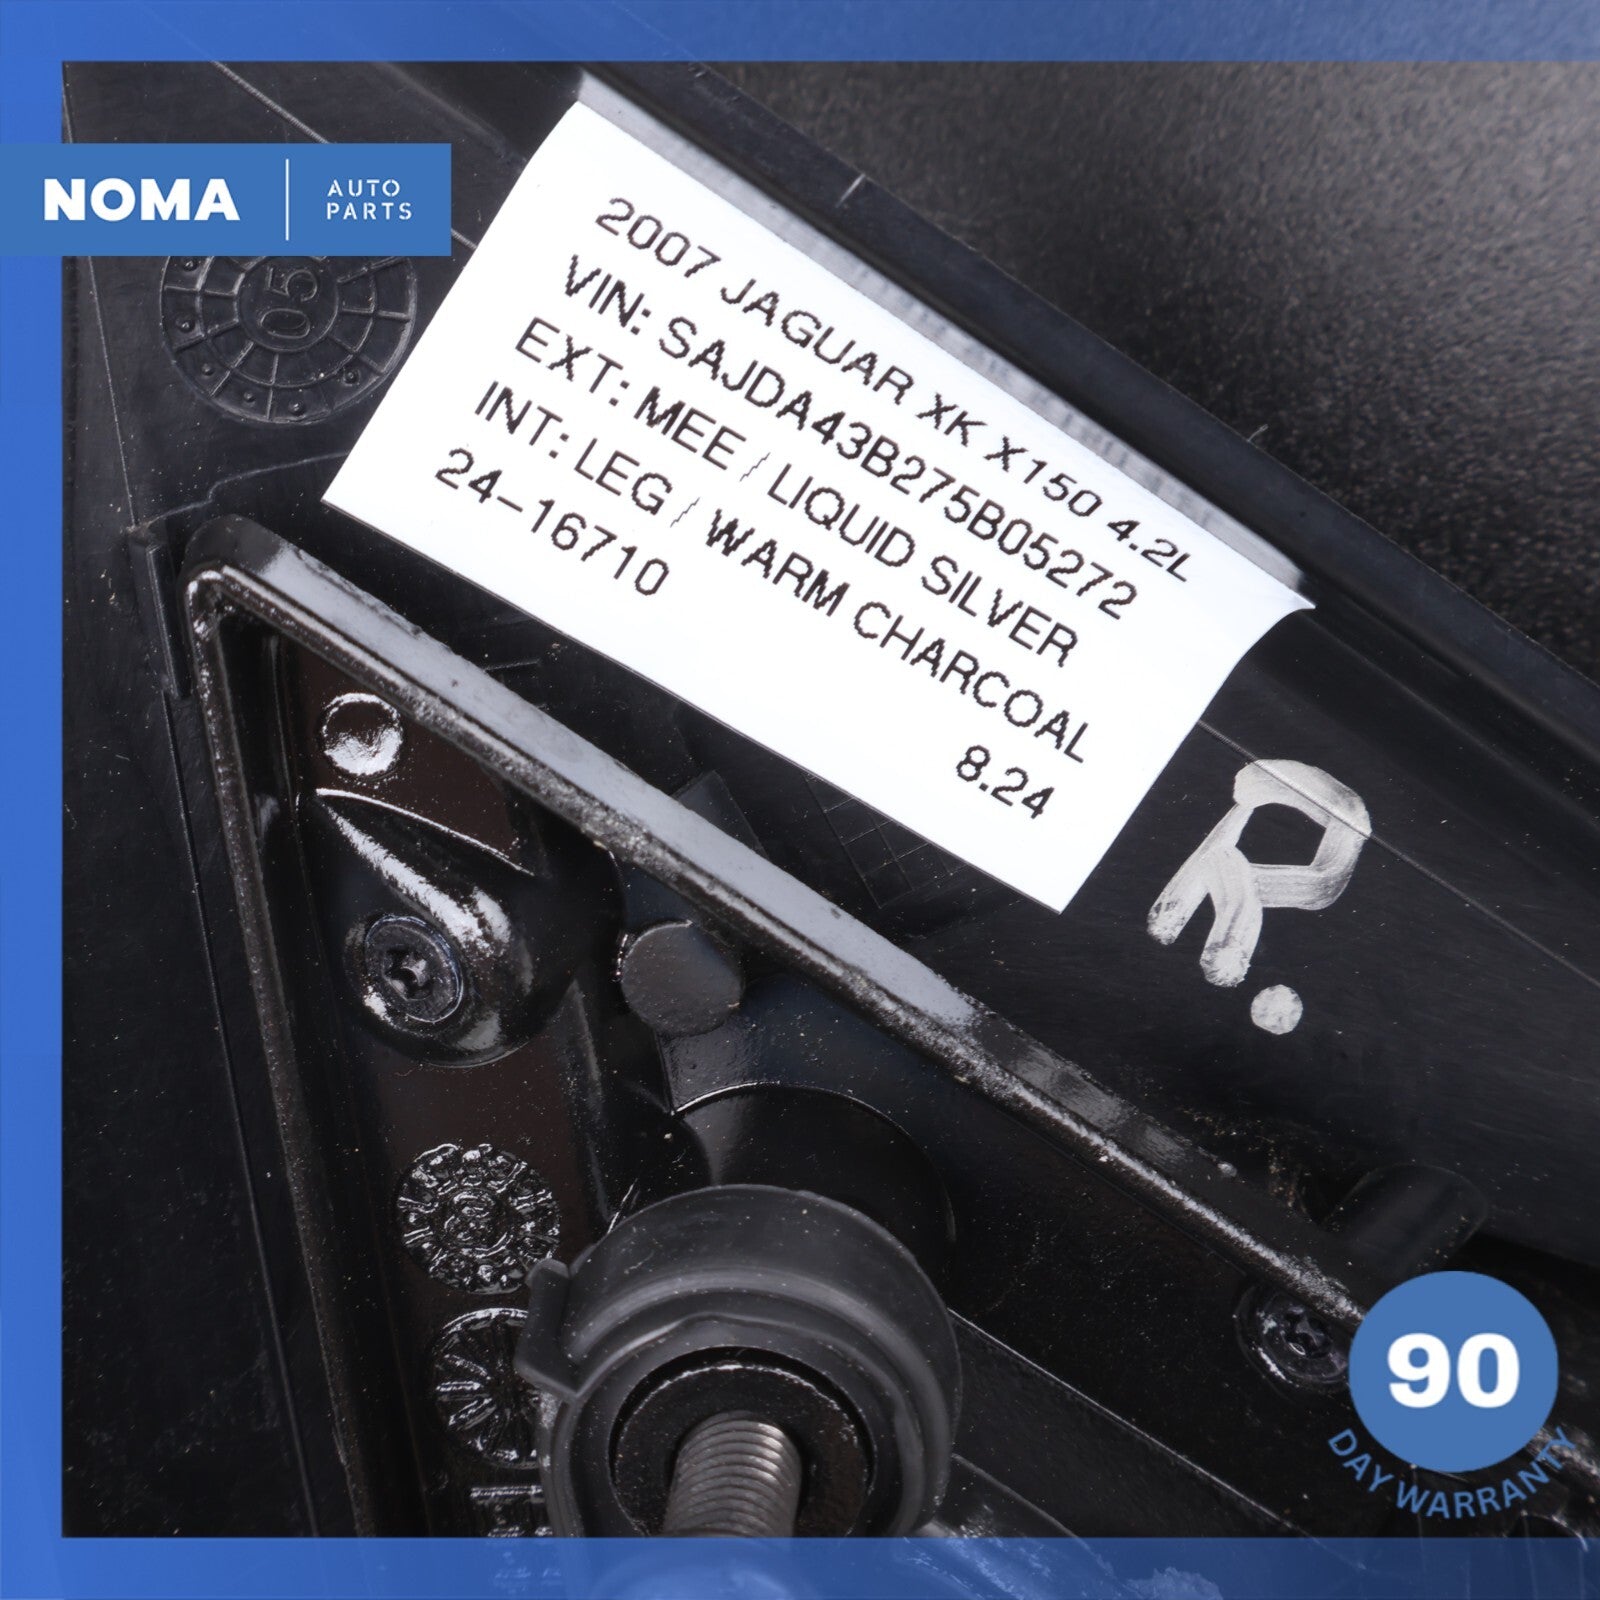 NOMA
AUTO
PARTS
2007 JAGUAR XK X150 4.2L
VIN: SAJDA43B275B05272
EXT: MEE / LIQUID SILVER
INT: LEG / WARM CHARCOAL
24-16710
8.24
R.
05
90
DAY WARRANTY